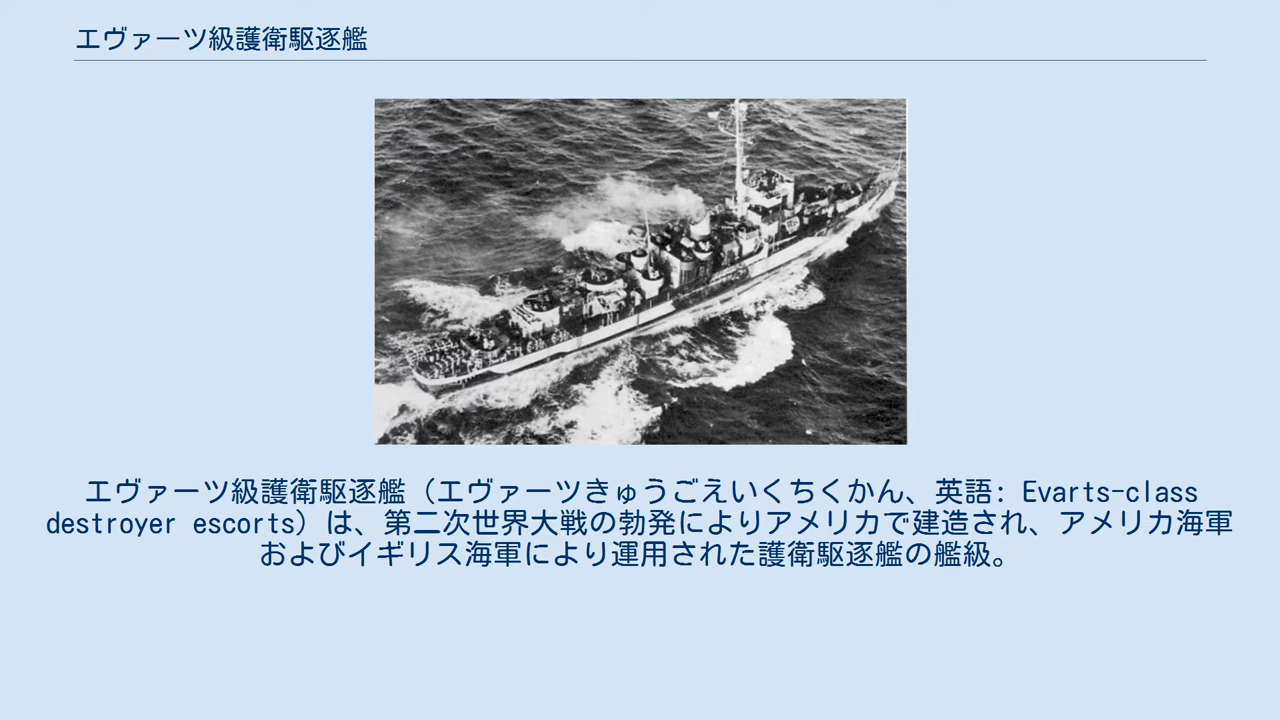 エヴァーツ級護衛駆逐艦
エヴァーツ級護衛駆逐艦（エヴァーツきゅうごえいくちくかん、英語: Evarts-class
destroyer escorts）は、第二次世界大戦の勃発によりアメリカで建造され、アメリカ海軍
およびイギリス海軍により運用された護衛駆逐艦の艦級。